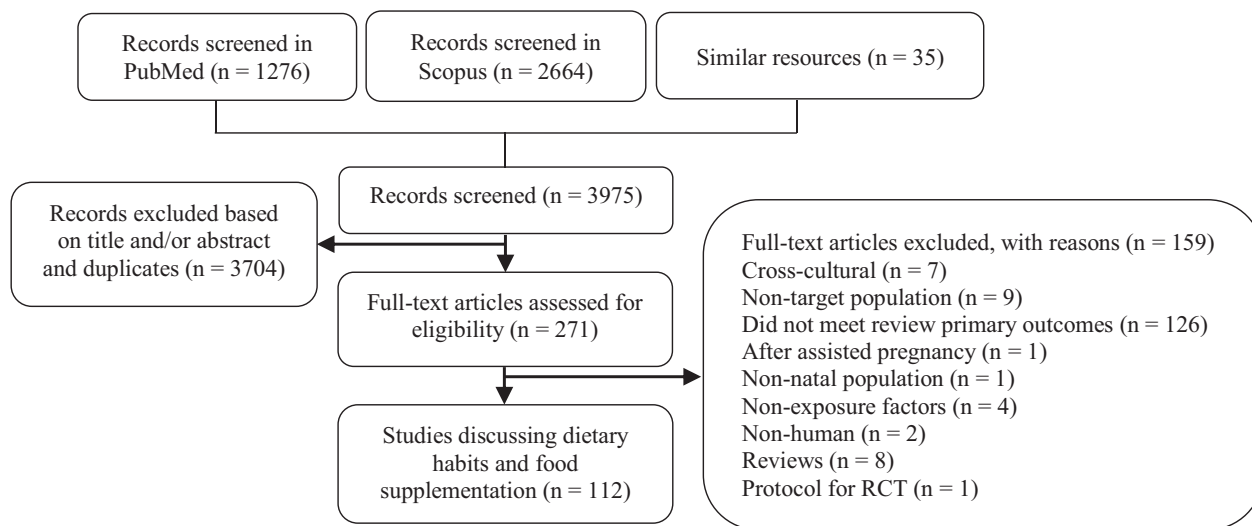 Records screened in
PubMed (n = 1276)
Records screened in
Scopus (n = 2664)
Similar resources (n = 35)
Records screened (n = 3975)
Records excluded based
on title and/or abstract
and duplicates (n = 3704)
Full-text articles assessed for
eligibility (n = 271)
Full-text articles excluded, with reasons (n = 159)
Cross-cultural (n = 7)
Non-target population (n = 9)
Did not meet review primary outcomes (n = 126)
After assisted pregnancy (n = 1)
Non-natal population (n = 1)
Non-exposure factors (n = 4)
Non-human (n = 2)
Reviews (n = 8)
Protocol for RCT (n = 1)
Studies discussing dietary
habits and food
supplementation (n = 112)